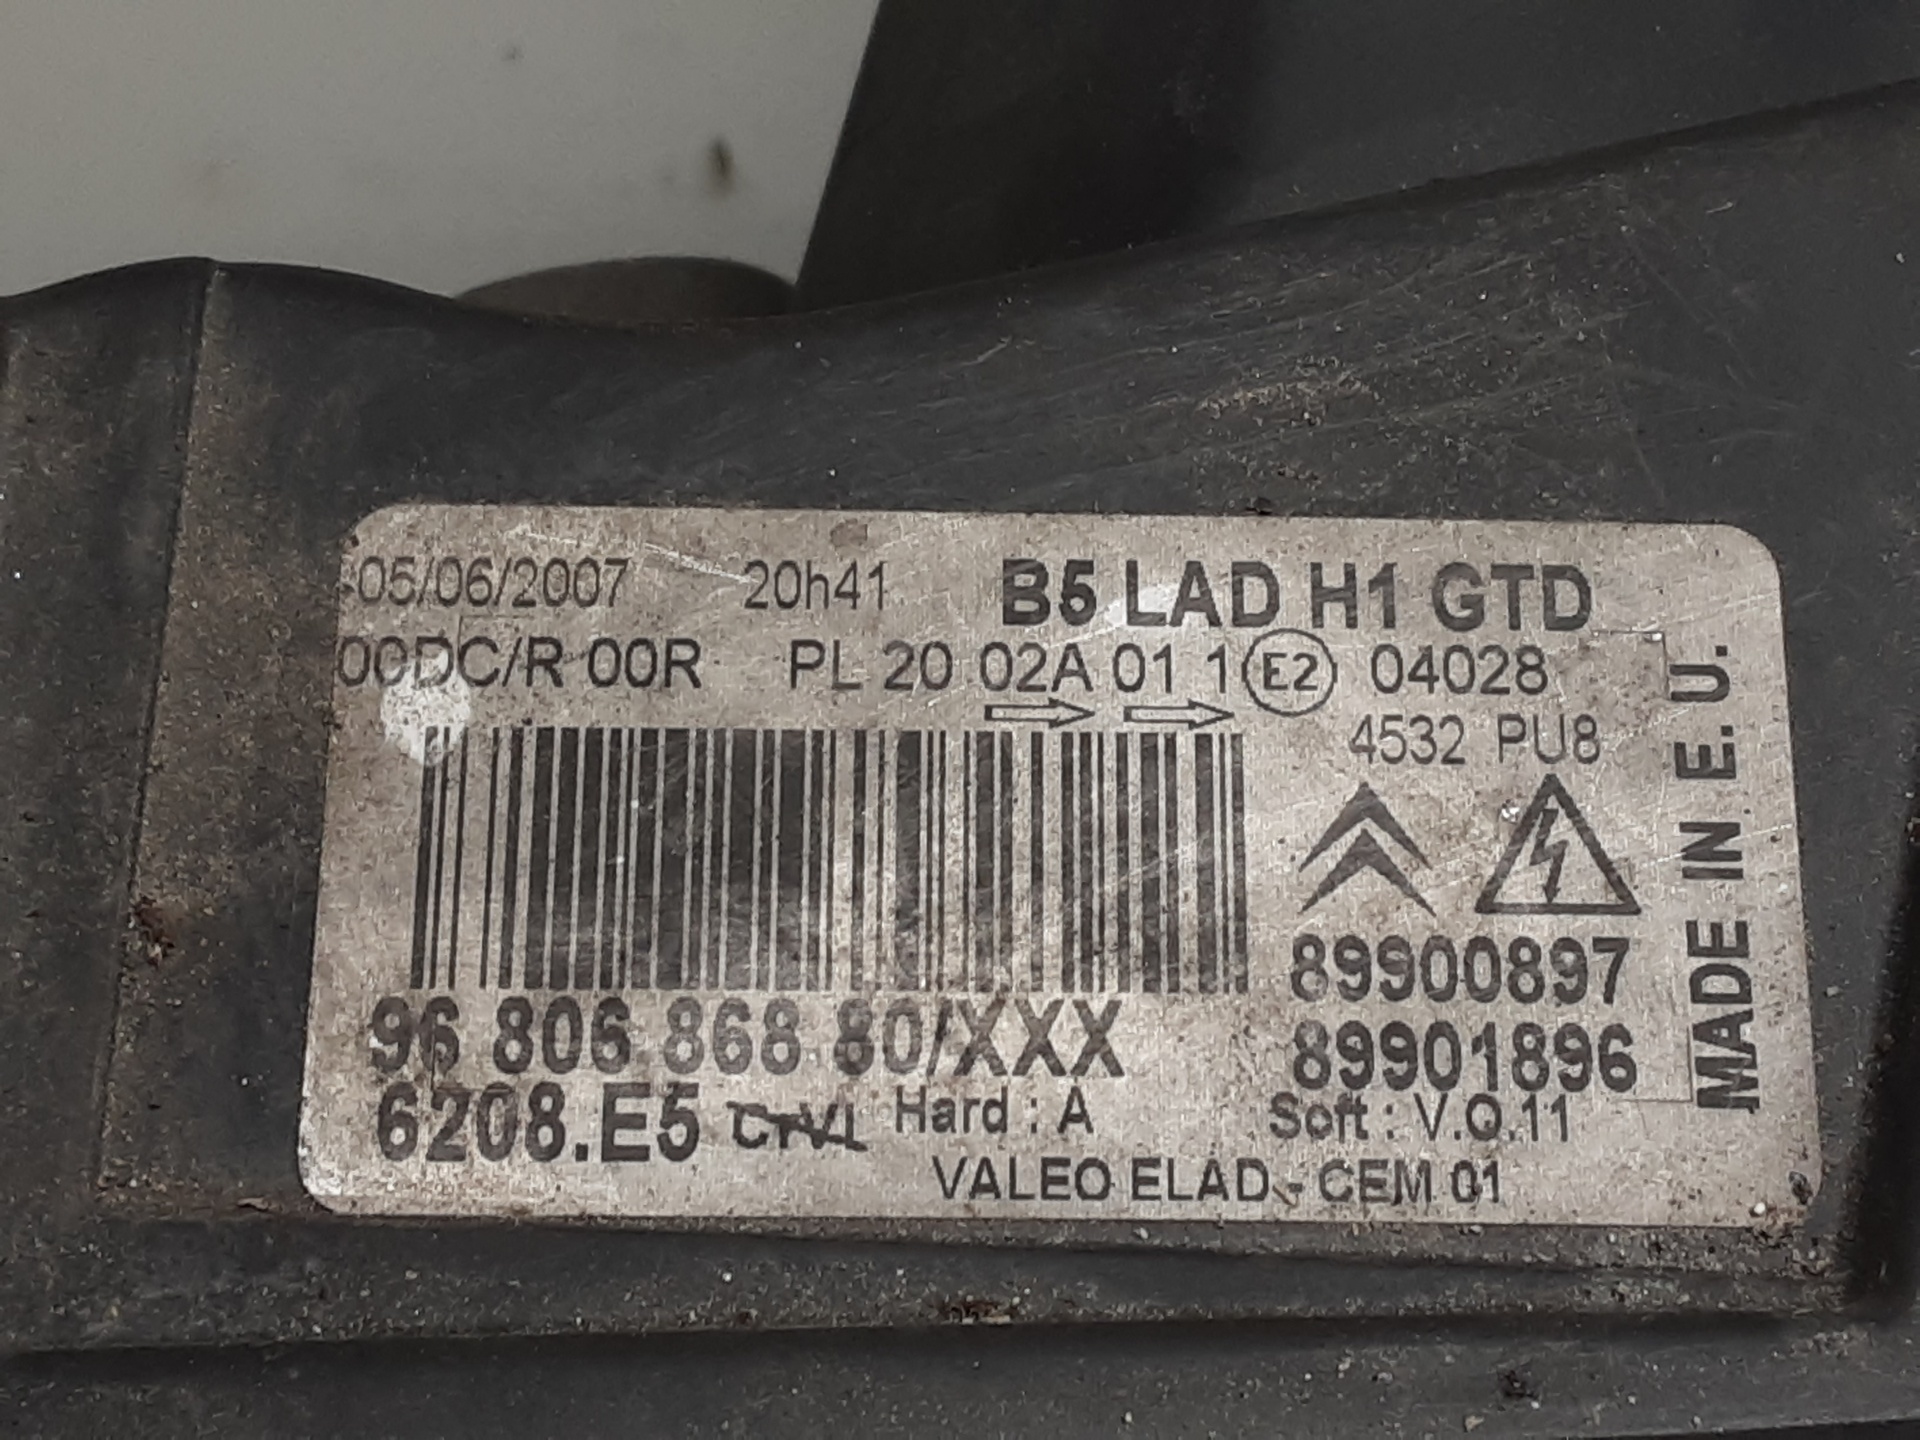 05/06/2007 20h41 B5 LAD H1 GTD
00DC/R 00R PL 20 02A 01 1 E2 04028
4532 PU8
89900897
96 806 868 80/XXX
89901896
6208.E5 Hard : A Soft : V.0.11
VALEO ELAD - CEM 01
MADE IN E.U.